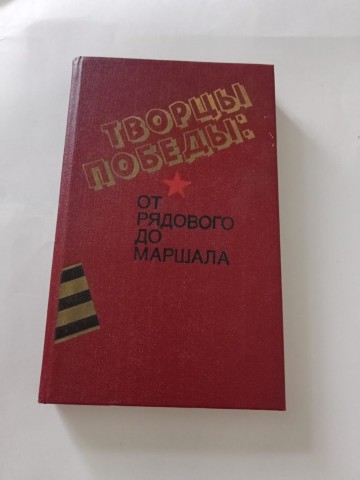 ТВОРЦЫ
ПОБЕДЫ:
ОТ
РЯДОВОГО
ДО
МАРШАЛА